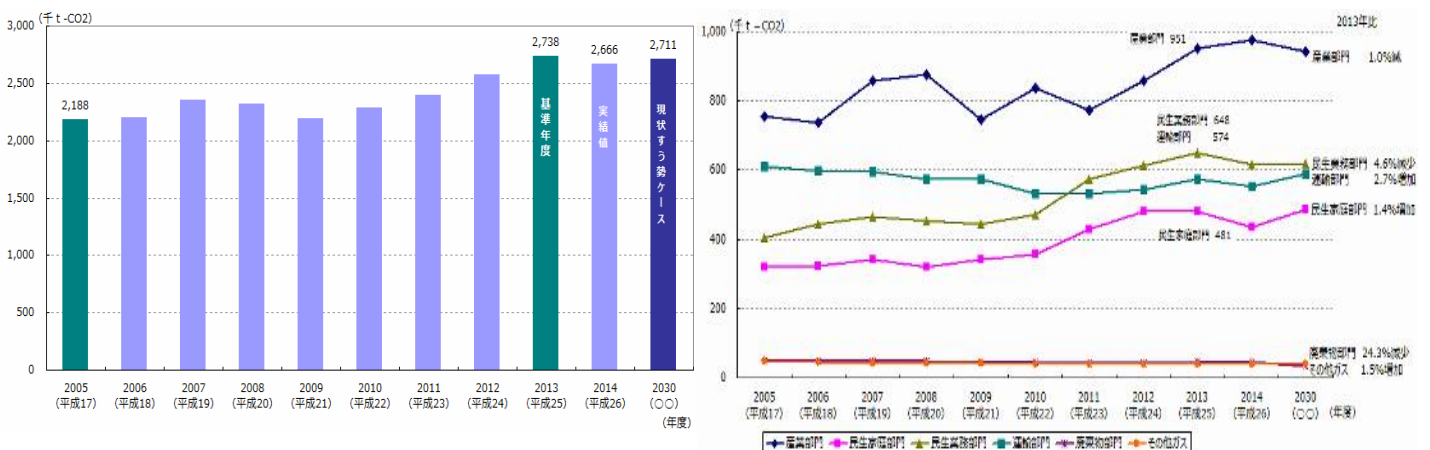 (千ｔ-CO2)
3,000
2,500
2,000
1,500
1,000
500
0
2,188
2,738
2,666
2,711
基準年度
実績値
現状すう勢ケース
2005 2006 2007 2008 2009 2010 2011 2012 2013 2014 2030
(平成17) (平成18) (平成19) (平成20) (平成21) (平成22) (平成23) (平成24) (平成25) (平成26) (○○)
(年度)
(千ｔ-CO2)
2013年比
1,000
800
600
400
200
0
産業部門 951
産業部門 1.0%減
民生業務部門 648
運輸部門 574
民生業務部門 4.6%減少
運輸部門 2.7%増加
民生家庭部門 1.4%増加
民生家庭部門 481
廃棄物部門 24.3%減少
その他ガス 1.5%増加
2005 2006 2007 2008 2009 2010 2011 2012 2013 2014 2030
(平成17) (平成18) (平成19) (平成20) (平成21) (平成22) (平成23) (平成24) (平成25) (平成26) (○○) (年度)
産業部門 民生家庭部門 民生業務部門 運輸部門 廃棄物部門 その他ガス